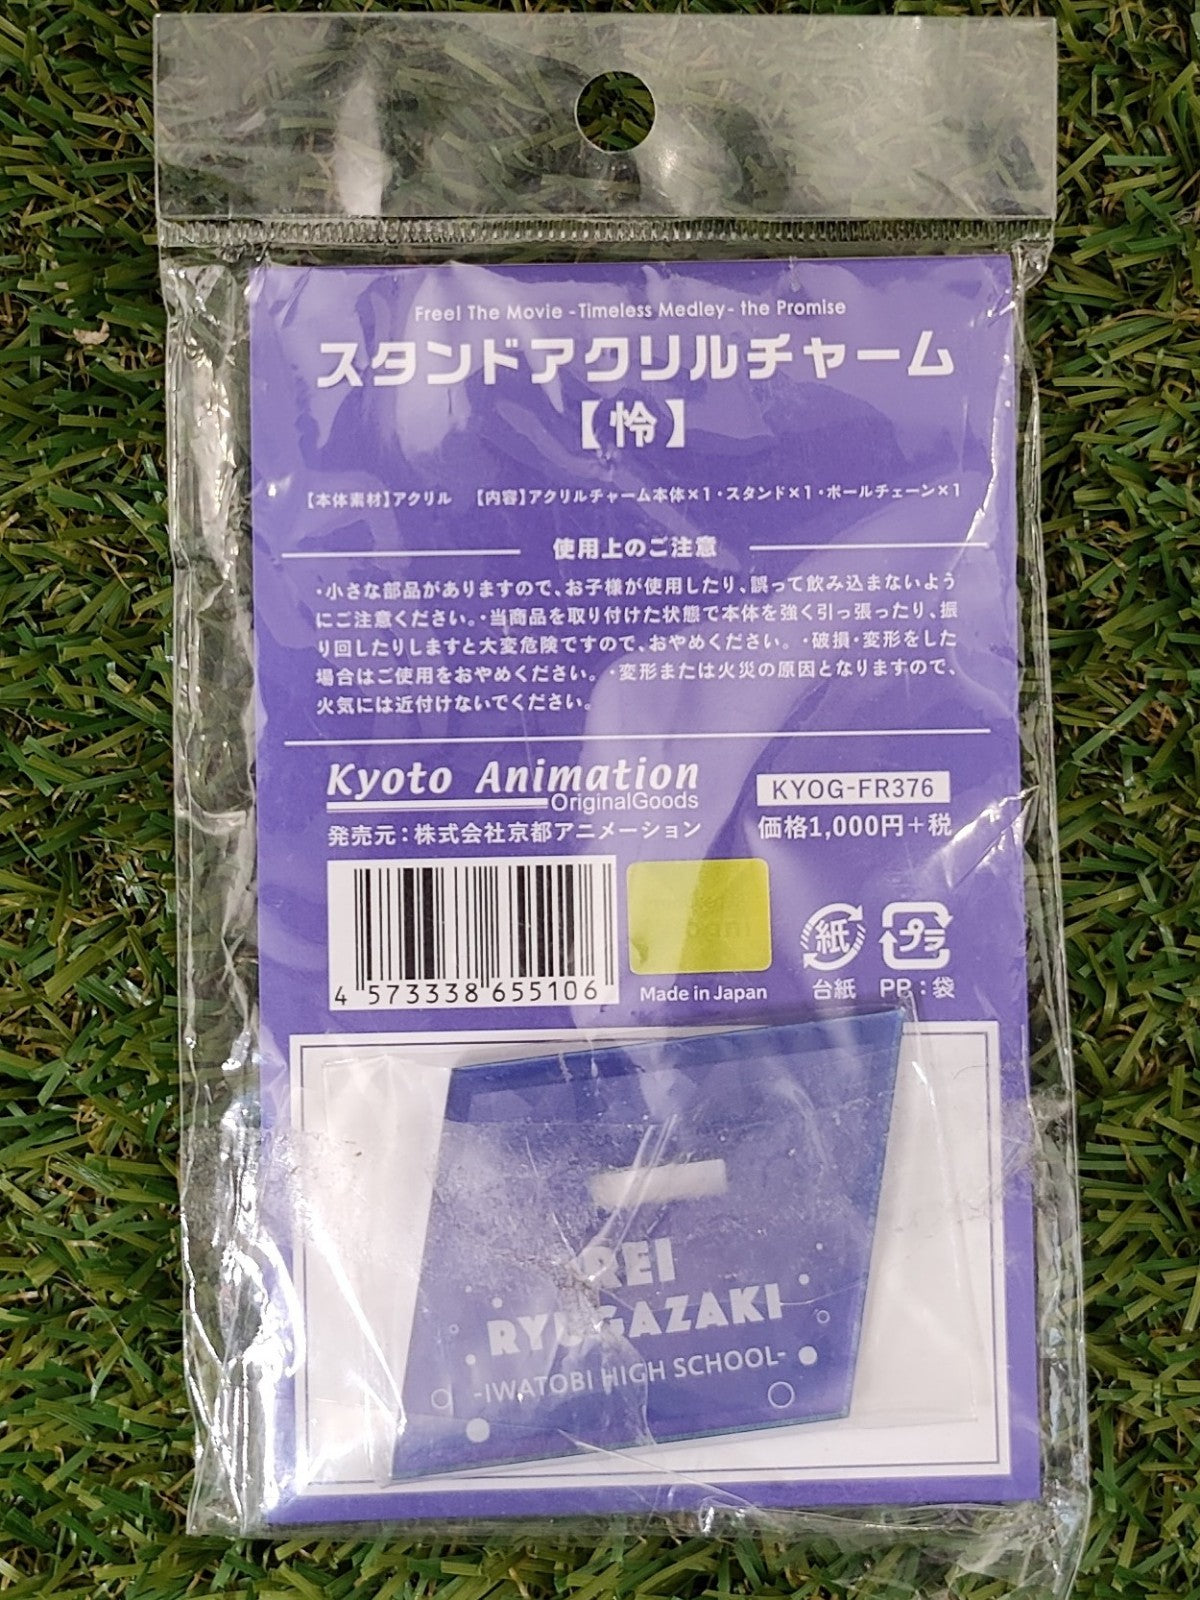 Free! The Movie -Timeless Medley- the Promise
スタンドアクリルチャーム
【怜】
【本体素材】アクリル　【内容】アクリルチャーム本体×1・スタンド×1・ボールチェーン×1
使用上のご注意
・小さな部品がありますので、お子様が使用したり、誤って飲み込まないよう
にご注意ください。・当商品を取り付けた状態で本体を強く引っ張ったり、振
り回したりしますと大変危険ですので、おやめください。・破損・変形をした
場合はご使用をおやめください。・変形または火災の原因となりますので、
火気には近付けないでください。
Kyoto Animation
OriginalGoods
KYOG-FR376
発売元：株式会社京都アニメーション
価格1,000円+税
4 573338 655106
Made in Japan
紙
プラ
台紙
PP：袋
REI
RYUGAZAKI
-IWATOBI HIGH SCHOOL-